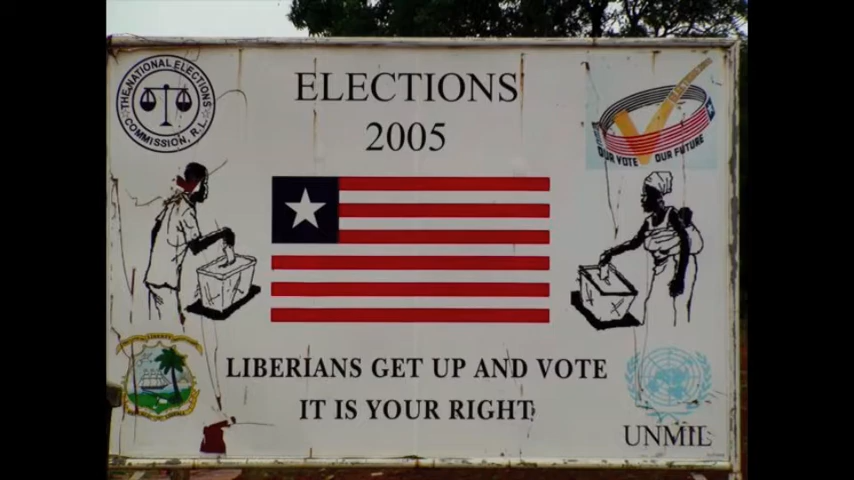 THE NATIONAL ELECTIONS
COMMISSION, R.L.
ELECTIONS
2005
OUR VOTE OUR FUTURE
LIBERIANS GET UP AND VOTE
IT IS YOUR RIGHT
UNMIL